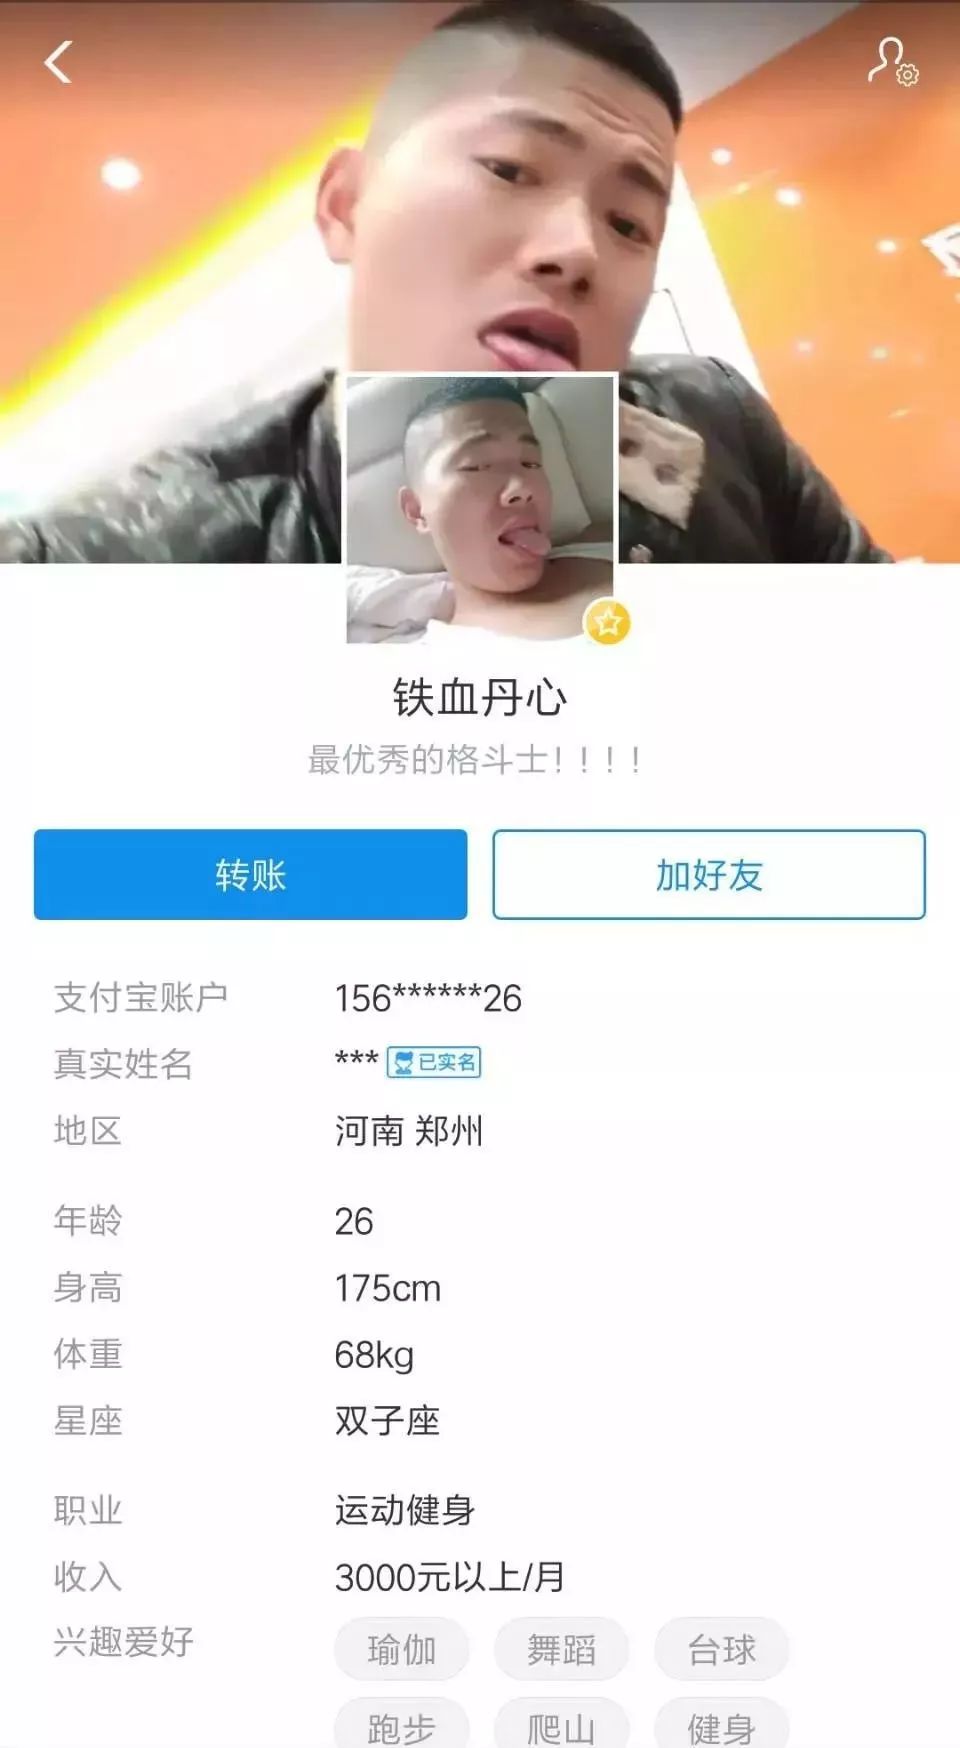 铁血丹心
最优秀的格斗士！！！！
转账 加好友
支付宝账户 156******26
真实姓名 *** 已实名
地区 河南 郑州
年龄 26
身高 175cm
体重 68kg
星座 双子座
职业 运动健身
收入 3000元以上/月
兴趣爱好 瑜伽 舞蹈 台球
跑步 爬山 健身